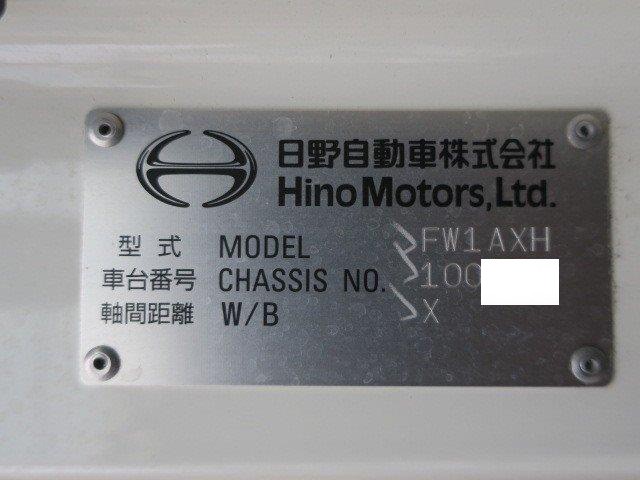 日野自動車株式会社
Hino Motors, Ltd.
型式 MODEL FW1AXH
車台番号 CHASSIS NO. 100
軸間距離 W/B X